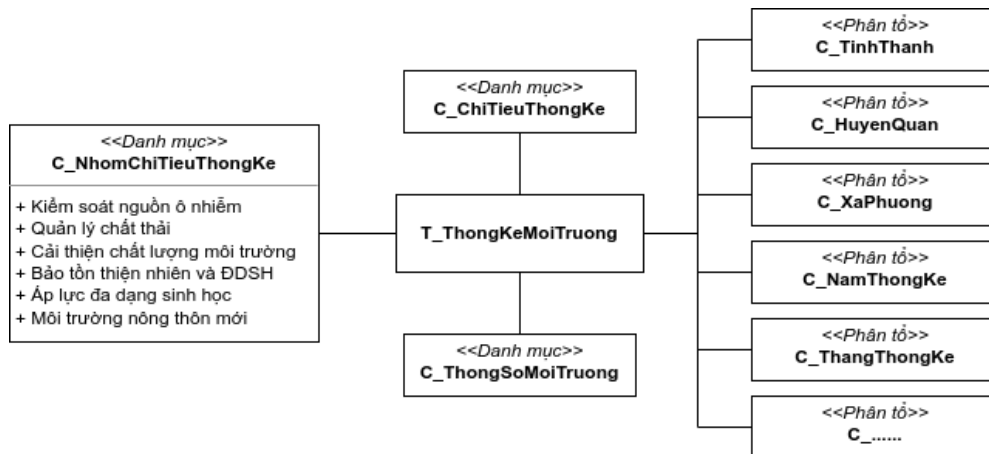 <<Danh mục>>
C_NhomChiTieuThongKe
+ Kiểm soát nguồn ô nhiễm
+ Quản lý chất thải
+ Cải thiện chất lượng môi trường
+ Bảo tồn thiên nhiên và ĐDSH
+ Áp lực đa dạng sinh học
+ Môi trường nông thôn mới
<<Danh mục>>
C_ChiTieuThongKe
T_ThongKeMoiTruong
<<Danh mục>>
C_ThongSoMoiTruong
<<Phân tổ>>
C_TinhThanh
<<Phân tổ>>
C_HuyenQuan
<<Phân tổ>>
C_XaPhuong
<<Phân tổ>>
C_NamThongKe
<<Phân tổ>>
C_ThangThongKe
<<Phân tổ>>
C_......